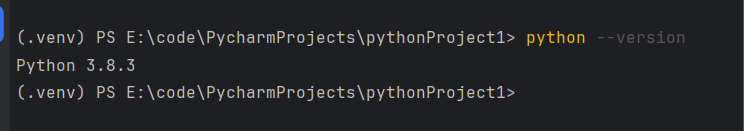 (.venv) PS E:\code\PycharmProjects\pythonProject1> python --version
Python 3.8.3
(.venv) PS E:\code\PycharmProjects\pythonProject1>